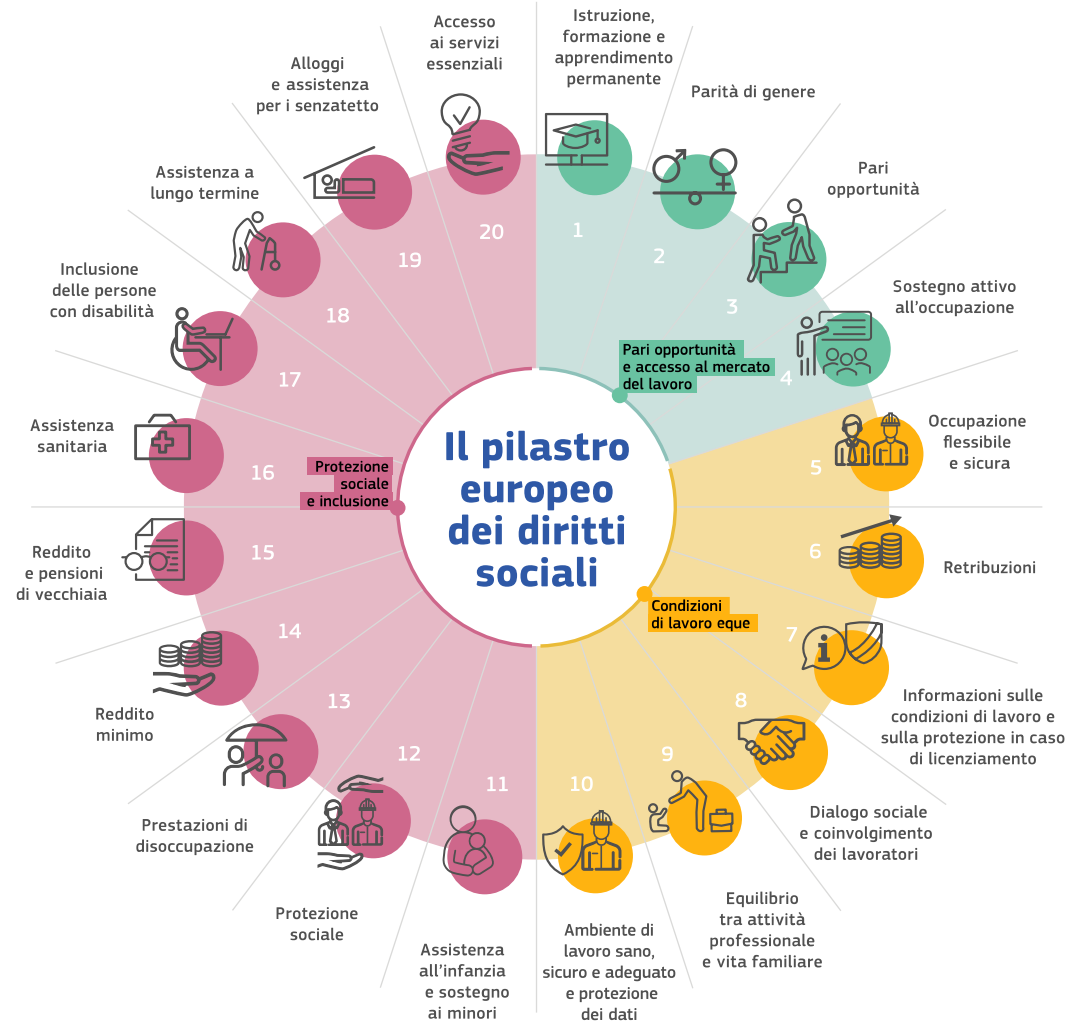 Il pilastro
europeo
dei diritti
sociali
Pari opportunità
e accesso al mercato
del lavoro
1
Istruzione,
formazione e
apprendimento
permanente
2
Parità di genere
3
Pari
opportunità
4
Sostegno attivo
all'occupazione
Condizioni
di lavoro eque
5
Occupazione
flessibile
e sicura
6
Retribuzioni
7
i
Informazioni sulle
condizioni di lavoro e
sulla protezione in caso
di licenziamento
8
Dialogo sociale
e coinvolgimento
dei lavoratori
9
Equilibrio
tra attività
professionale
e vita familiare
10
Ambiente di
lavoro sano,
sicuro e adeguato
e protezione
dei dati
Protezione
sociale
e inclusione
11
Assistenza
all'infanzia
e sostegno
ai minori
12
Protezione
sociale
13
Prestazioni di
disoccupazione
14
Reddito
minimo
15
Reddito
e pensioni
di vecchiaia
16
Assistenza
sanitaria
17
Inclusione
delle persone
con disabilità
18
Assistenza a
lungo termine
19
Alloggi
e assistenza
per i senzatetto
20
Accesso
ai servizi
essenziali